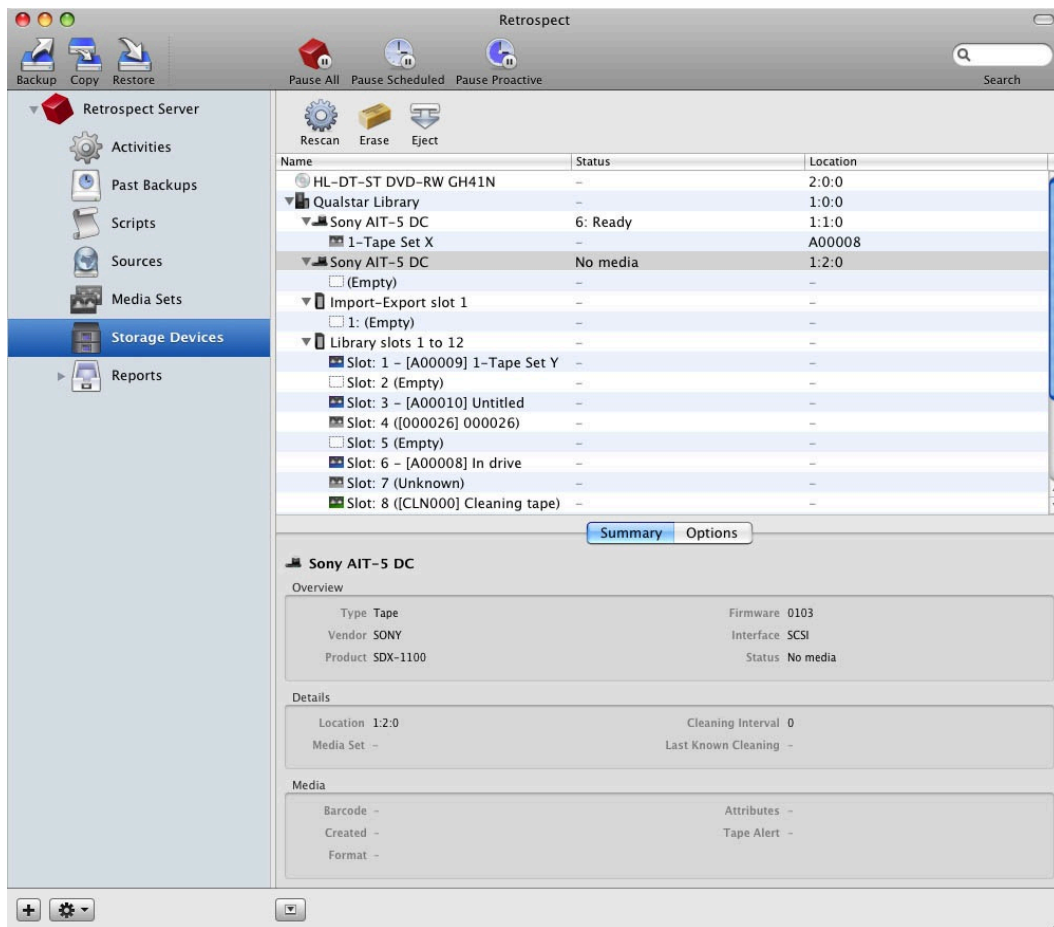 Retrospect
Backup Copy Restore Pause All Pause Scheduled Pause Proactive Search
Retrospect Server
Activities
Past Backups
Scripts
Sources
Media Sets
Storage Devices
Reports
Rescan Erase Eject
Name Status Location
HL-DT-ST DVD-RW GH41N – 2:0:0
Qualstar Library – 1:0:0
Sony AIT-5 DC 6: Ready 1:1:0
1-Tape Set X – A00008
Sony AIT-5 DC No media 1:2:0
(Empty) – –
Import-Export slot 1 – –
1: (Empty) – –
Library slots 1 to 12 – –
Slot: 1 – [A00009] 1-Tape Set Y – –
Slot: 2 (Empty) – –
Slot: 3 – [A00010] Untitled – –
Slot: 4 ([000026] 000026) – –
Slot: 5 (Empty) – –
Slot: 6 – [A00008] In drive – –
Slot: 7 (Unknown) – –
Slot: 8 ([CLN000] Cleaning tape) – –
Summary Options
Sony AIT-5 DC
Overview
Type Tape Firmware 0103
Vendor SONY Interface SCSI
Product SDX-1100 Status No media
Details
Location 1:2:0 Cleaning Interval 0
Media Set – Last Known Cleaning –
Media
Barcode – Attributes –
Created – Tape Alert –
Format –